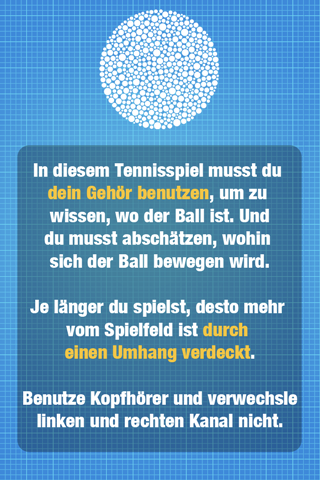 In diesem Tennisspiel musst du
dein Gehör benutzen, um zu
wissen, wo der Ball ist. Und
du musst abschätzen, wohin
sich der Ball bewegen wird.
Je länger du spielst, desto mehr
vom Spielfeld ist durch
einen Umhang verdeckt.
Benutze Kopfhörer und verwechsle
linken und rechten Kanal nicht.